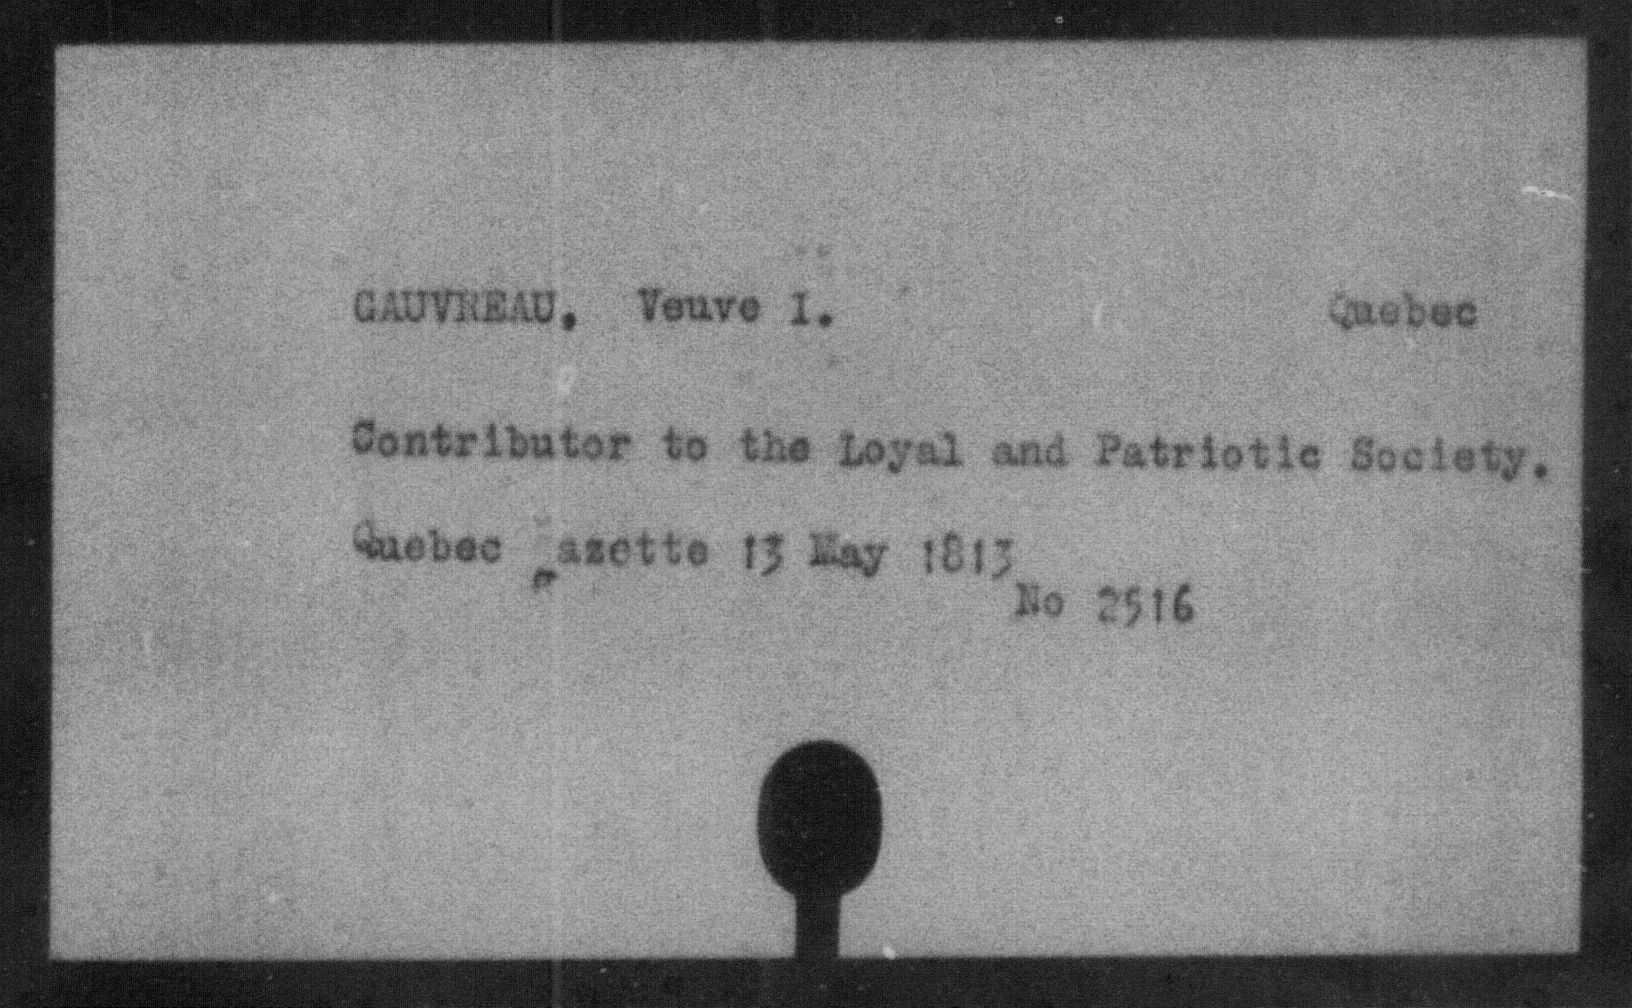 GAUVREAU, Veuve I. Quebec
Contributor to the Loyal and Patriotic Society.
Quebec Gazette 13 May 1813
No 2516